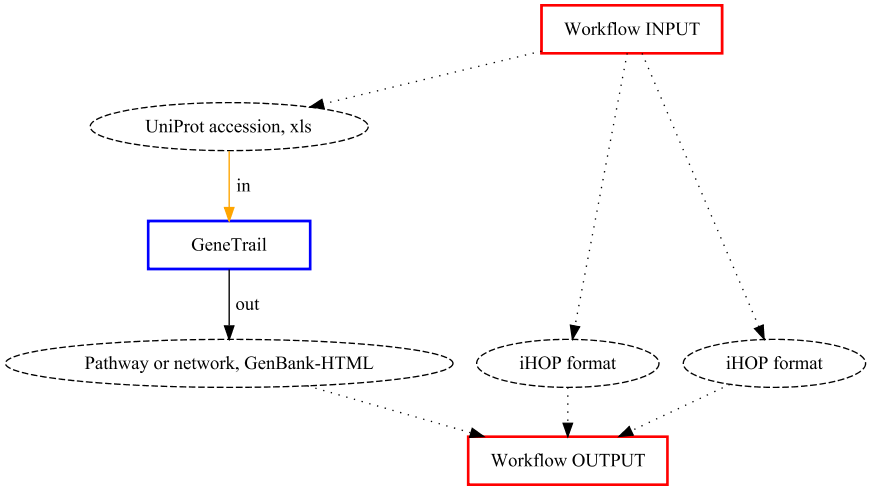 Workflow INPUT
UniProt accession, xls
in
GeneTrail
out
Pathway or network, GenBank-HTML
iHOP format
iHOP format
Workflow OUTPUT